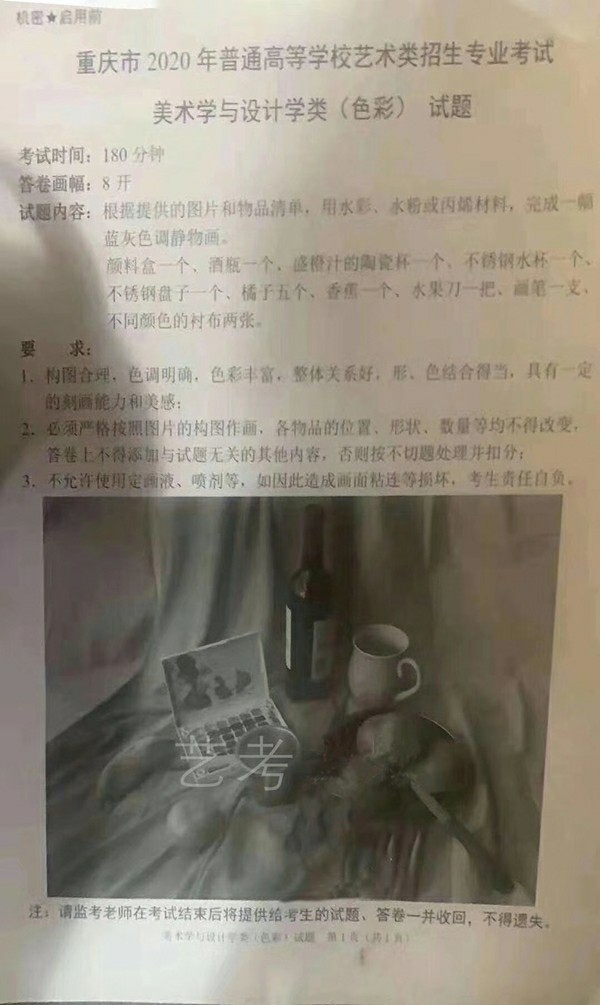 机密★启用前
重庆市 2020 年普通高等学校艺术类招生专业考试
美术学与设计学类（色彩） 试题
考试时间：180 分钟
答卷画幅：8 开
试题内容：根据提供的图片和物品清单，用水彩、水粉或丙烯材料，完成一幅
蓝灰色调静物画。
颜料盒一个、酒瓶一个、盛橙汁的陶瓷杯一个、不锈钢水杯一个、
不锈钢盘子一个、橘子五个、香蕉一个、水果刀一把、画笔一支、
不同颜色的衬布两张。
要 求：
1．构图合理，色调明确，色彩丰富，整体关系好，形、色结合得当，具有一定
的刻画能力和美感；
2．必须严格按照图片的构图作画，各物品的位置、形状、数量等均不得改变，
答卷上不得添加与试题无关的其他内容，否则按不切题处理并扣分；
3．不允许使用定画液、喷剂等，如因此造成画面粘连等损坏，考生责任自负。
艺考
注：请监考老师在考试结束后将提供给考生的试题、答卷一并收回，不得遗失。
美术学与设计学类（色彩）试题 第 1 页（共 1 页）